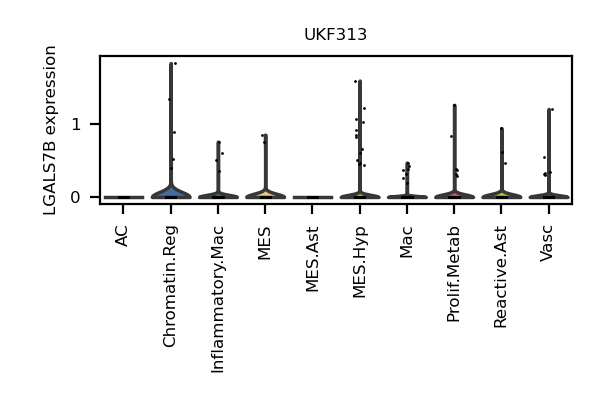 UKF313
LGALS7B expression
1
0
AC
Chromatin.Reg
Inflammatory.Mac
MES
MES.Ast
MES.Hyp
Mac
Prolif.Metab
Reactive.Ast
Vasc